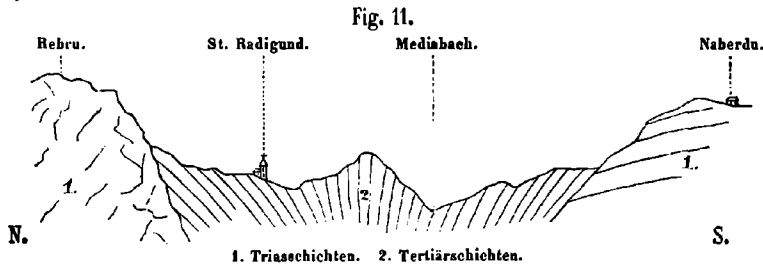 Fig. 11.
Rebru. St. Radigund. Mediabach. Naberdu.
1. 2. 1.
N. S.
1. Triasschichten. 2. Tertiärschichten.